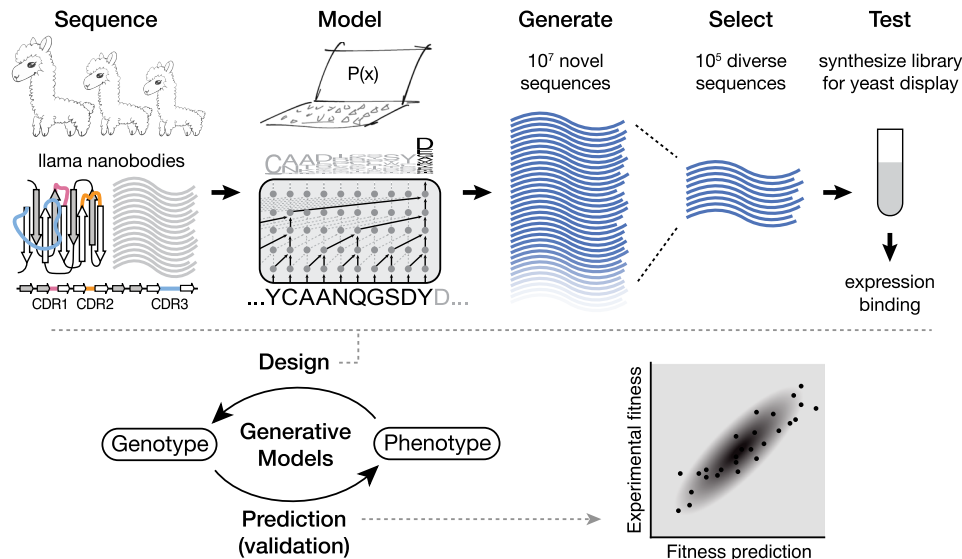 Sequence
Model
Generate
Select
Test
P(x)
10⁷ novel
sequences
10⁵ diverse
sequences
synthesize library
for yeast display
llama nanobodies
CDR1
CDR2
CDR3
...YCAANQGSDYD...
expression
binding
Design
Genotype
Generative
Models
Phenotype
Prediction
(validation)
Experimental fitness
Fitness prediction